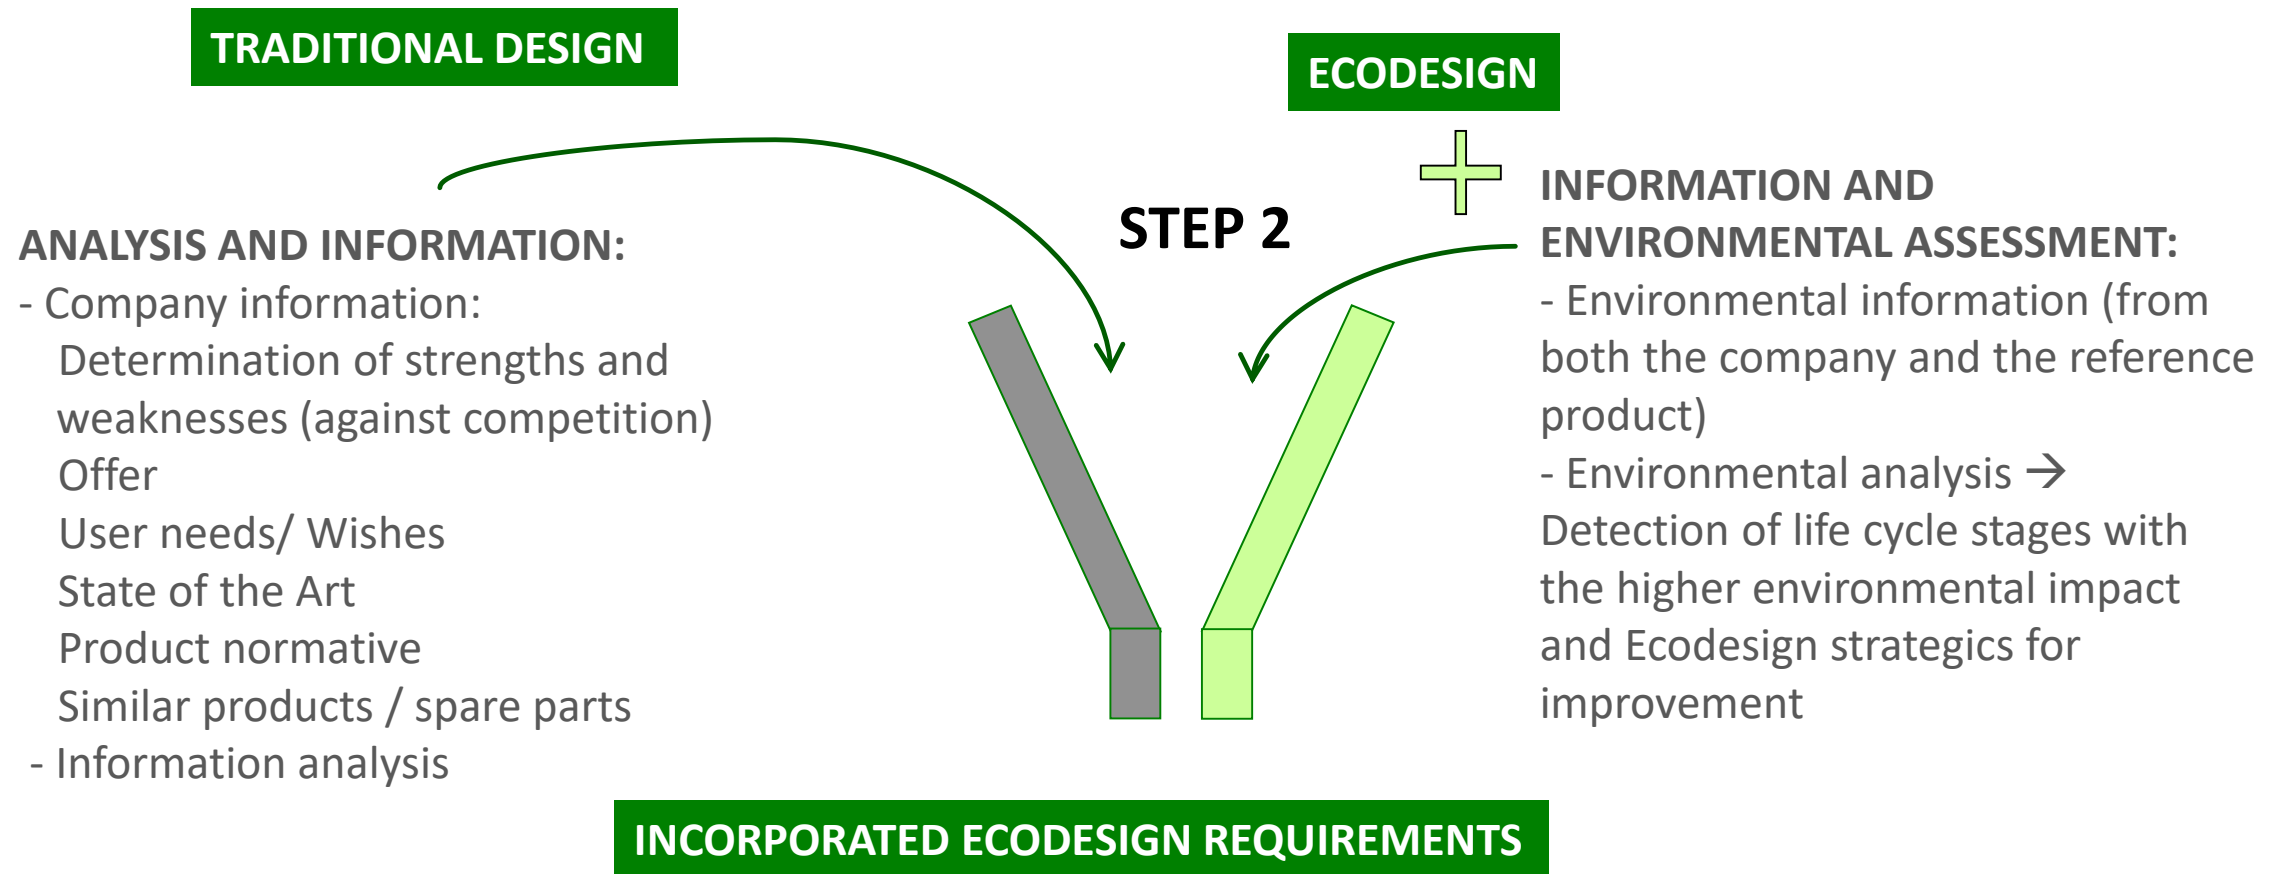 TRADITIONAL DESIGN
ECODESIGN
STEP 2
ANALYSIS AND INFORMATION:
- Company information:
Determination of strengths and
weaknesses (against competition)
Offer
User needs/ Wishes
State of the Art
Product normative
Similar products / spare parts
- Information analysis
INFORMATION AND
ENVIRONMENTAL ASSESSMENT:
- Environmental information (from
both the company and the reference
product)
- Environmental analysis →
Detection of life cycle stages with
the higher environmental impact
and Ecodesign strategics for
improvement
INCORPORATED ECODESIGN REQUIREMENTS